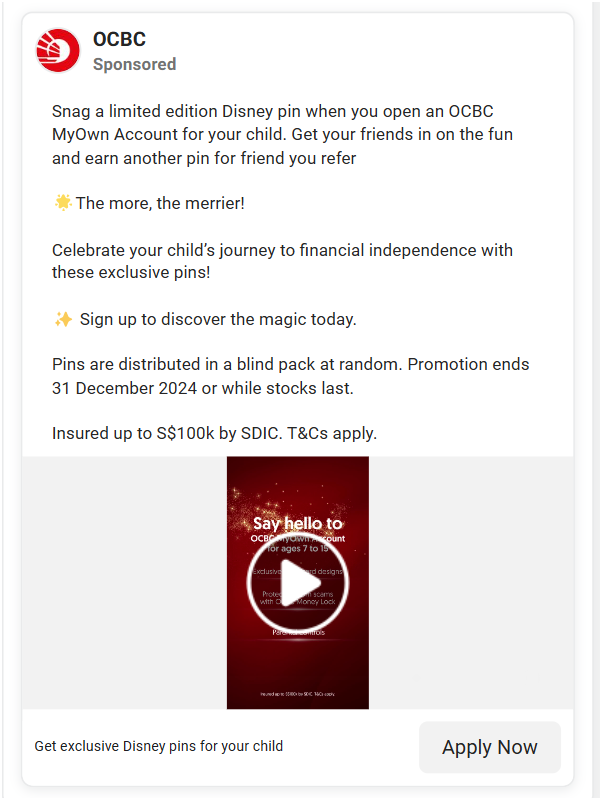 OCBC
Sponsored
Snag a limited edition Disney pin when you open an OCBC
MyOwn Account for your child. Get your friends in on the fun
and earn another pin for friend you refer
🌟The more, the merrier!
Celebrate your child’s journey to financial independence with
these exclusive pins!
✨ Sign up to discover the magic today.
Pins are distributed in a blind pack at random. Promotion ends
31 December 2024 or while stocks last.
Insured up to S$100k by SDIC. T&Cs apply.
Say hello to
OCBC MyOwn Account
for ages 7 to 15
Exclusive card designs
scams
with Money Lock
Parental Controls
Insured up to S$100k by SDIC. T&Cs apply.
Get exclusive Disney pins for your child
Apply Now